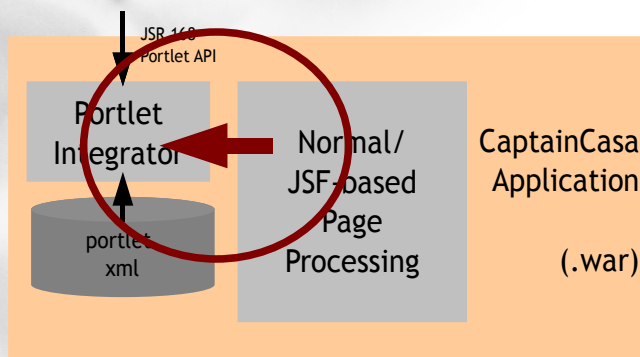 JSR 168
Portlet API
Portlet
Integrator
Normal/
JSF-based
Page
Processing
CaptainCasa
Application
(.war)
portlet
xml